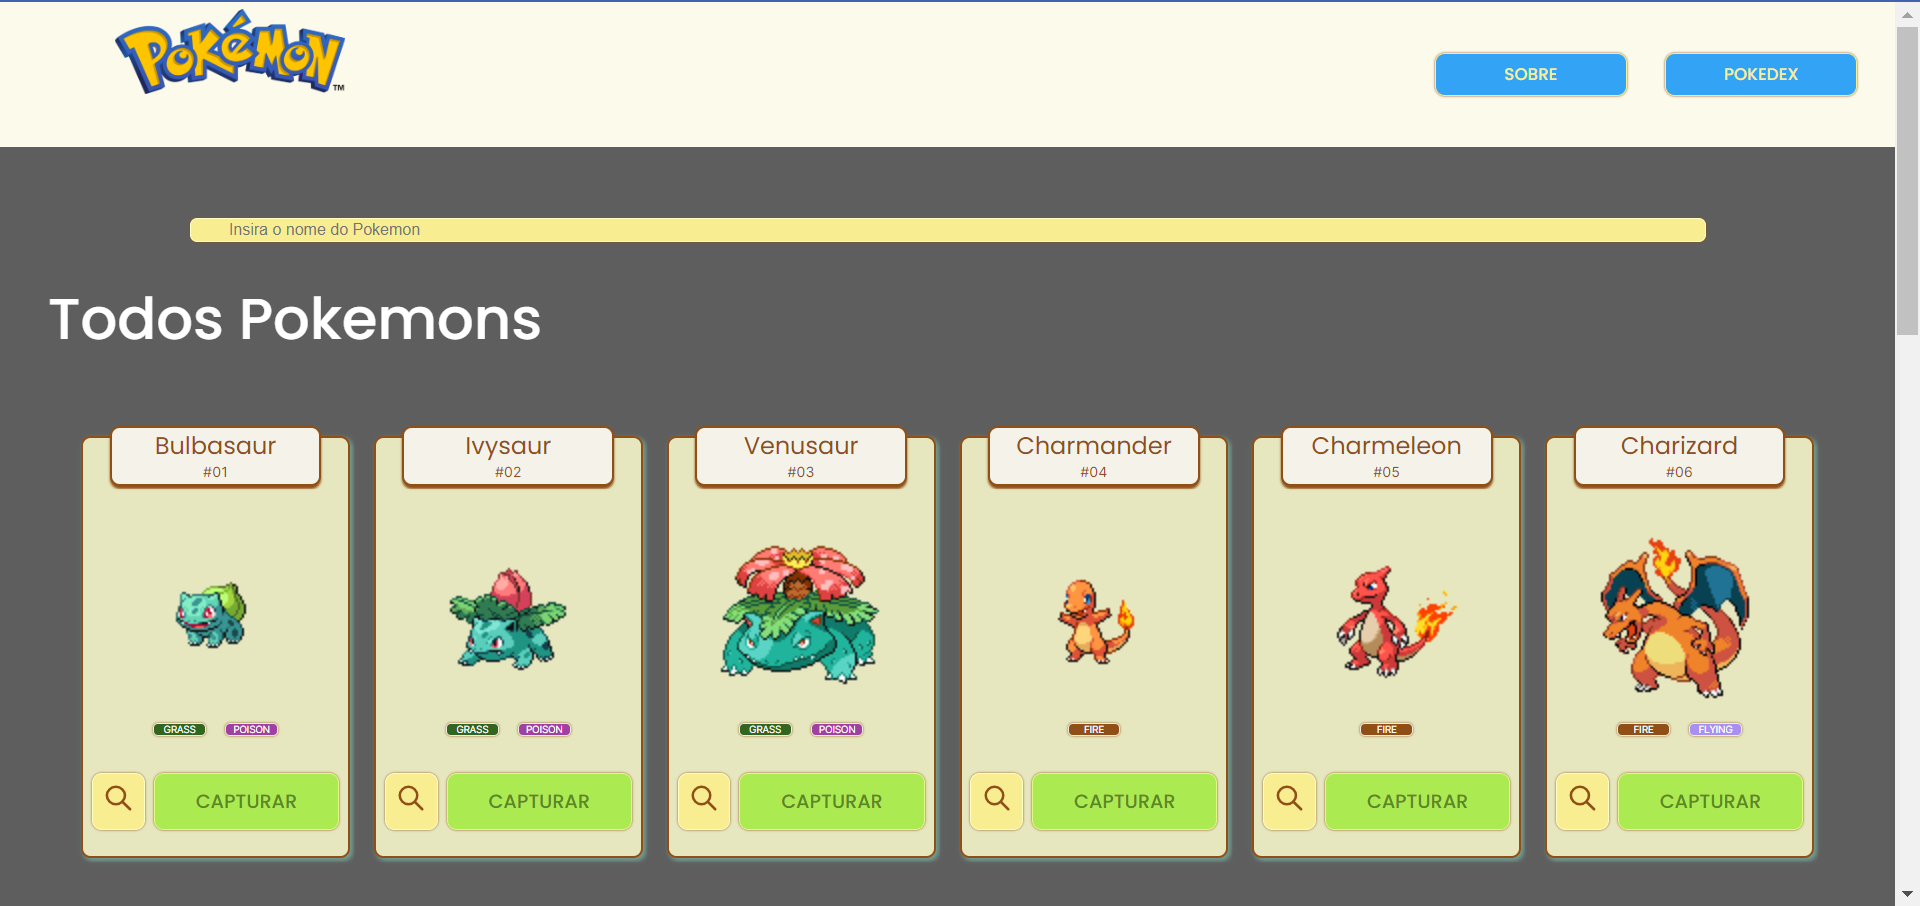 POKéMON™
SOBRE
POKEDEX
Insira o nome do Pokemon
Todos Pokemons
Bulbasaur
#01
GRASS POISON
CAPTURAR
Ivysaur
#02
GRASS POISON
CAPTURAR
Venusaur
#03
GRASS POISON
CAPTURAR
Charmander
#04
FIRE
CAPTURAR
Charmeleon
#05
FIRE
CAPTURAR
Charizard
#06
FIRE FLYING
CAPTURAR